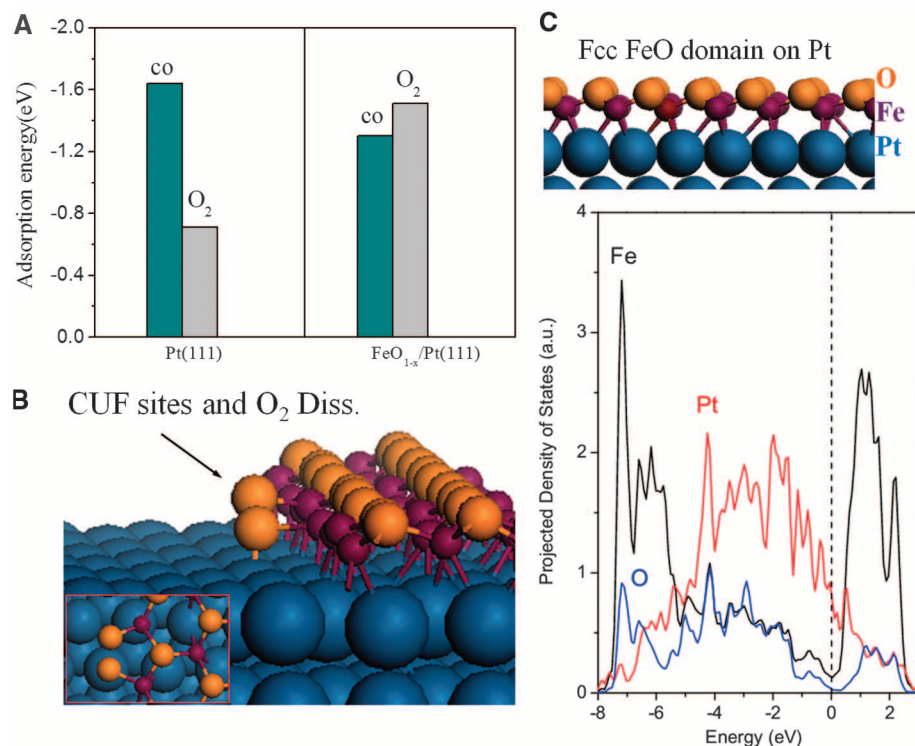 A
-2.0
-1.6
-1.2
-0.8
-0.4
0.0
Adsorption energy(eV)
co
O2
co
O2
Pt(111)
FeO1-x/Pt(111)
B
CUF sites and O2 Diss.
C
Fcc FeO domain on Pt
O
Fe
Pt
4
3
2
1
0
Projected Density of States (a.u.)
Fe
Pt
O
-8 -6 -4 -2 0 2
Energy (eV)